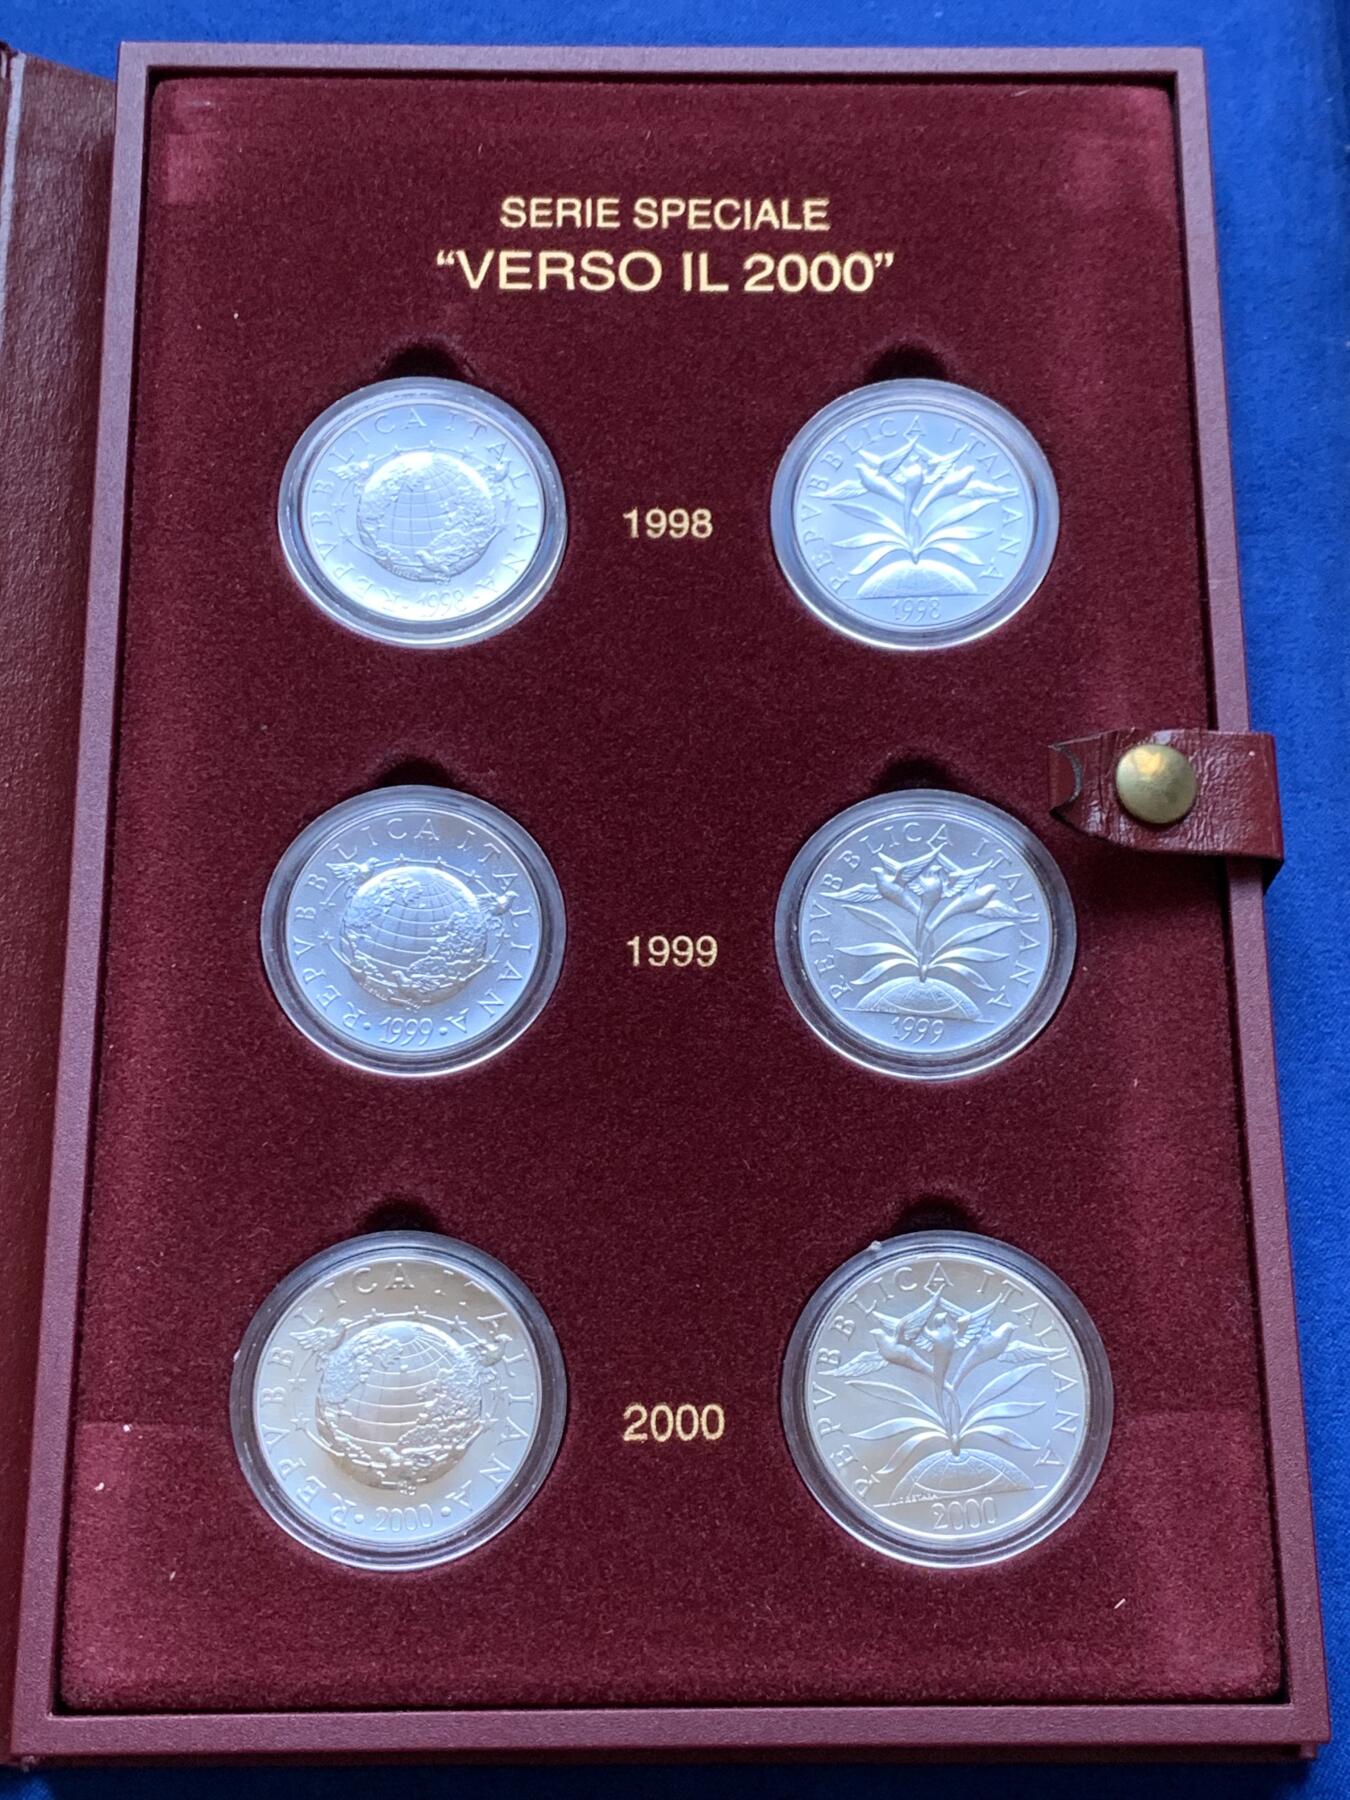 SERIE SPECIALE
“VERSO IL 2000”
REPVBBLICA ITALIANA
·1998·
1998
REPVBBLICA ITALIANA
1998
REPVBBLICA ITALIANA
·1999·
1999
REPVBBLICA ITALIANA
1999
REPVBBLICA ITALIANA
·2000·
2000
REPVBBLICA ITALIANA
2000